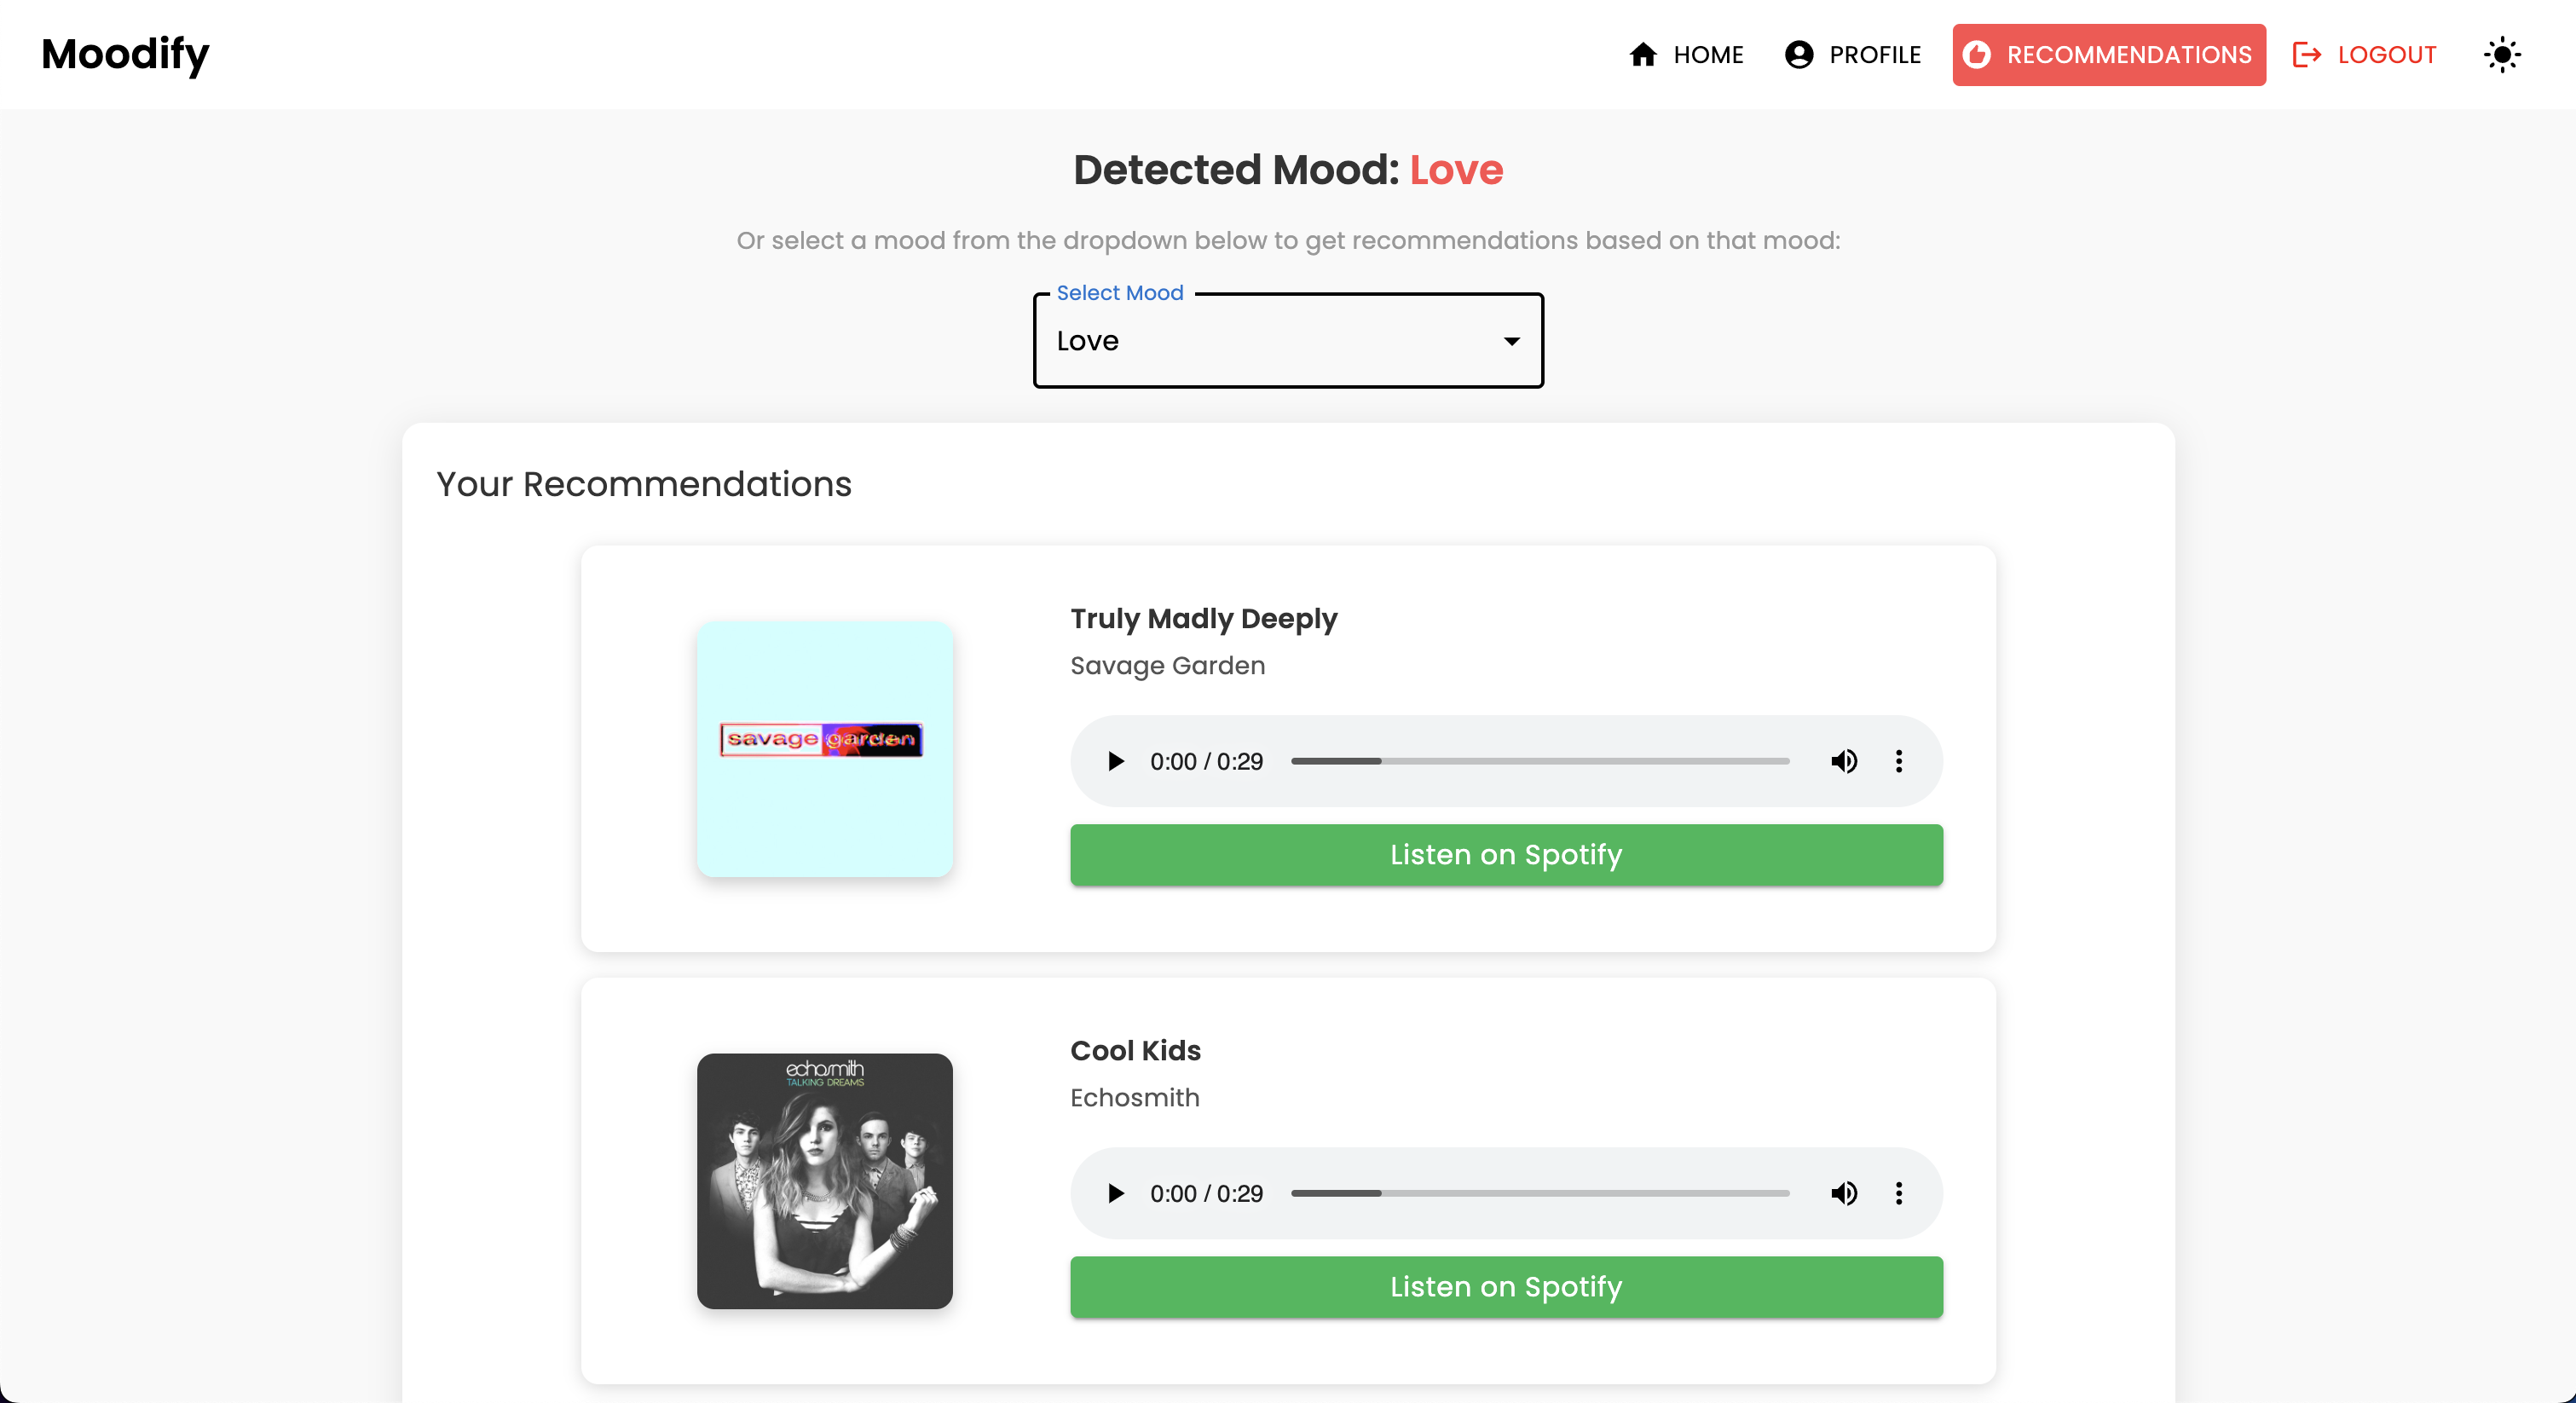 Moodify
HOME
PROFILE
RECOMMENDATIONS
LOGOUT
Detected Mood: Love
Or select a mood from the dropdown below to get recommendations based on that mood:
Select Mood
Love
Your Recommendations
savage garden
Truly Madly Deeply
Savage Garden
0:00 / 0:29
Listen on Spotify
echosmith
TALKING DREAMS
Cool Kids
Echosmith
0:00 / 0:29
Listen on Spotify